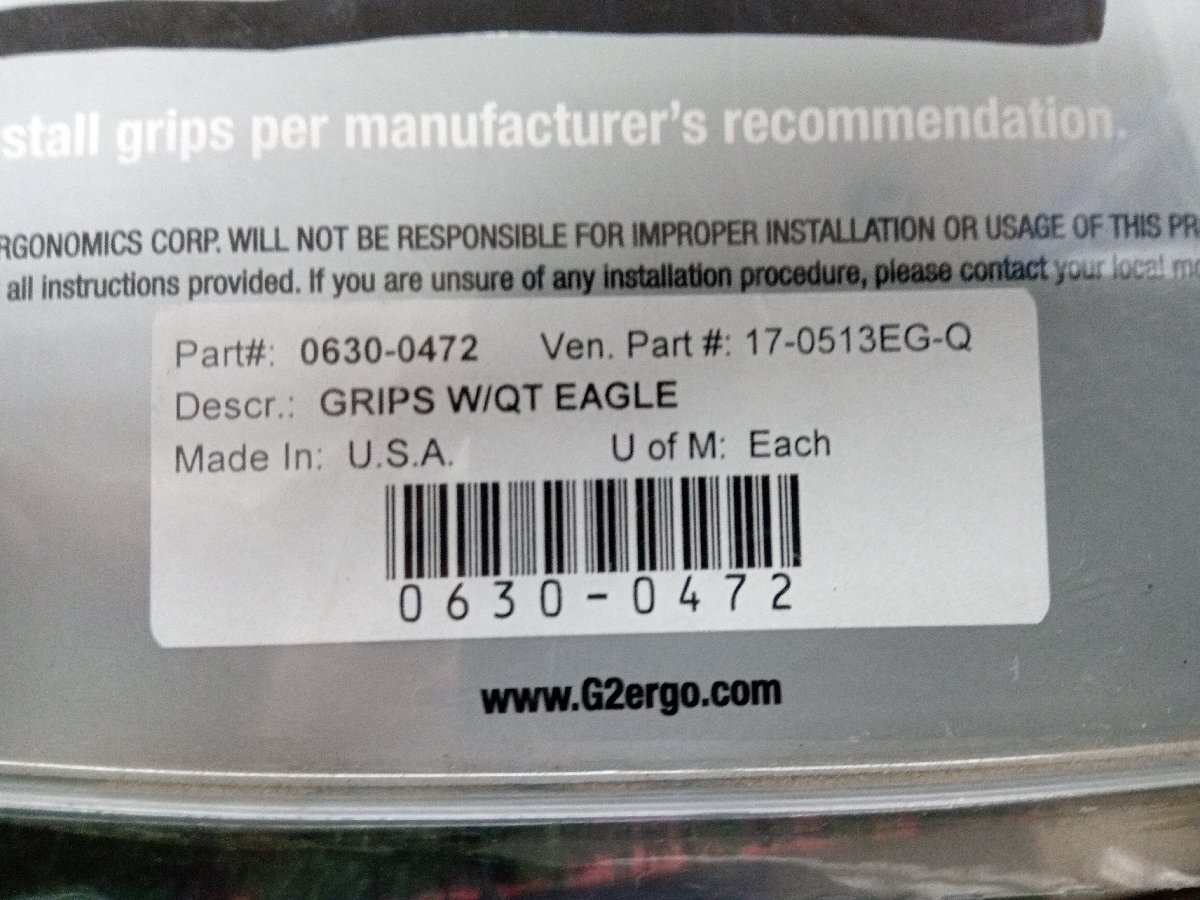 stall grips per manufacturer's recommendation.
RGONOMICS CORP. WILL NOT BE RESPONSIBLE FOR IMPROPER INSTALLATION OR USAGE OF THIS PR
all instructions provided. If you are unsure of any installation procedure, please contact your local mo
Part#: 0630-0472 Ven. Part #: 17-0513EG-Q
Descr.: GRIPS W/QT EAGLE
Made In: U.S.A. U of M: Each
0630-0472
www.G2ergo.com